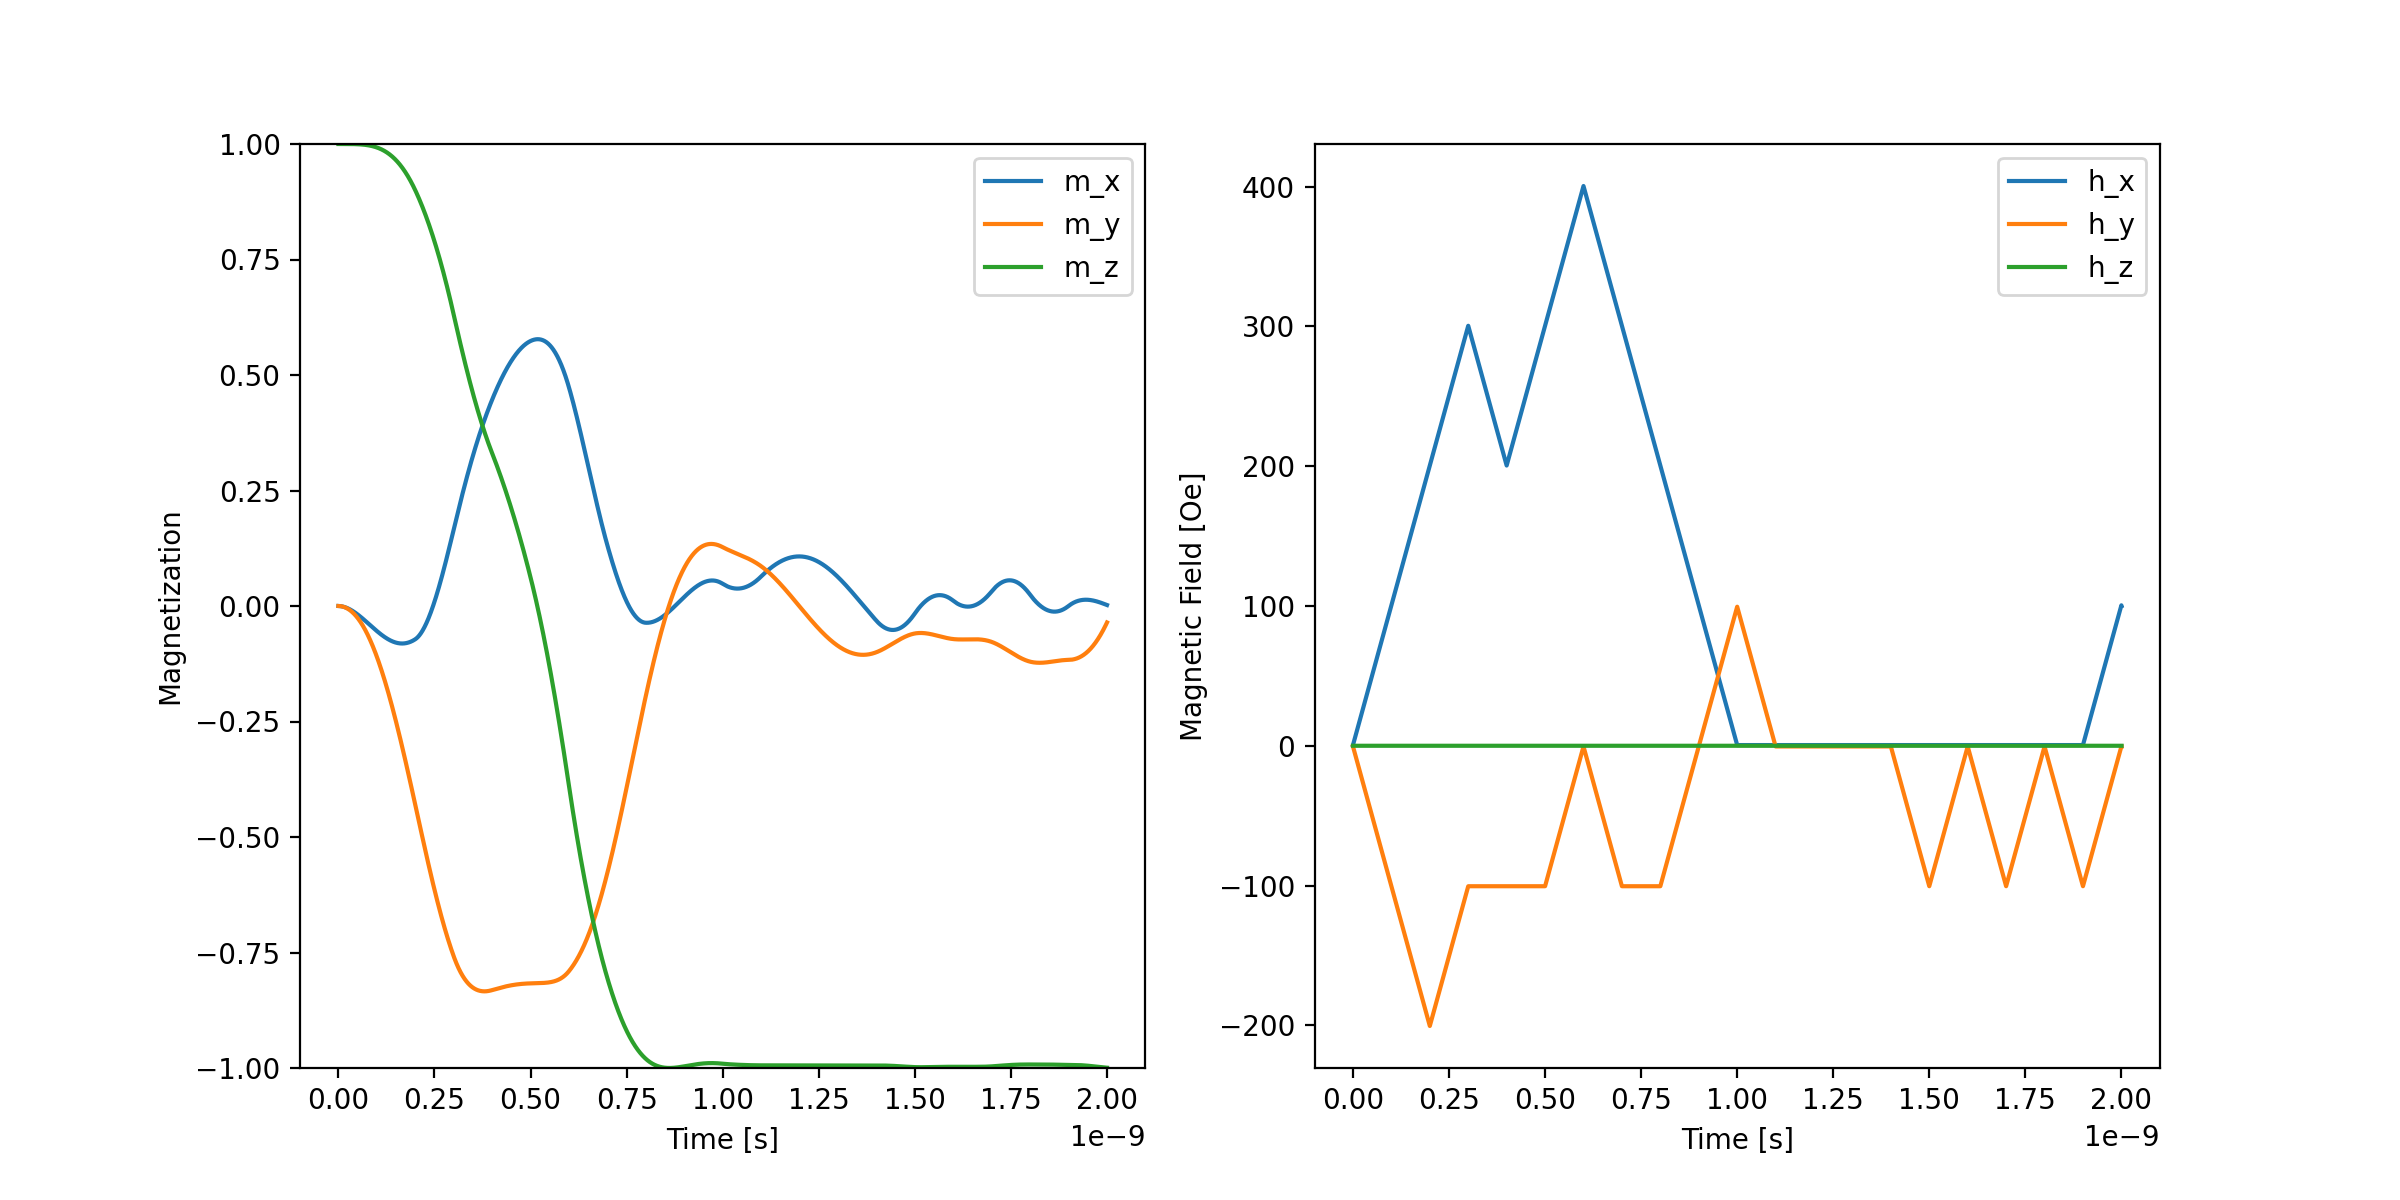 1.00
0.75
0.50
0.25
0.00
−0.25
−0.50
−0.75
−1.00
Magnetization
m_x
m_y
m_z
0.00 0.25 0.50 0.75 1.00 1.25 1.50 1.75 2.00
Time [s]
1e−9
400
300
200
100
0
−100
−200
Magnetic Field [Oe]
h_x
h_y
h_z
0.00 0.25 0.50 0.75 1.00 1.25 1.50 1.75 2.00
Time [s]
1e−9